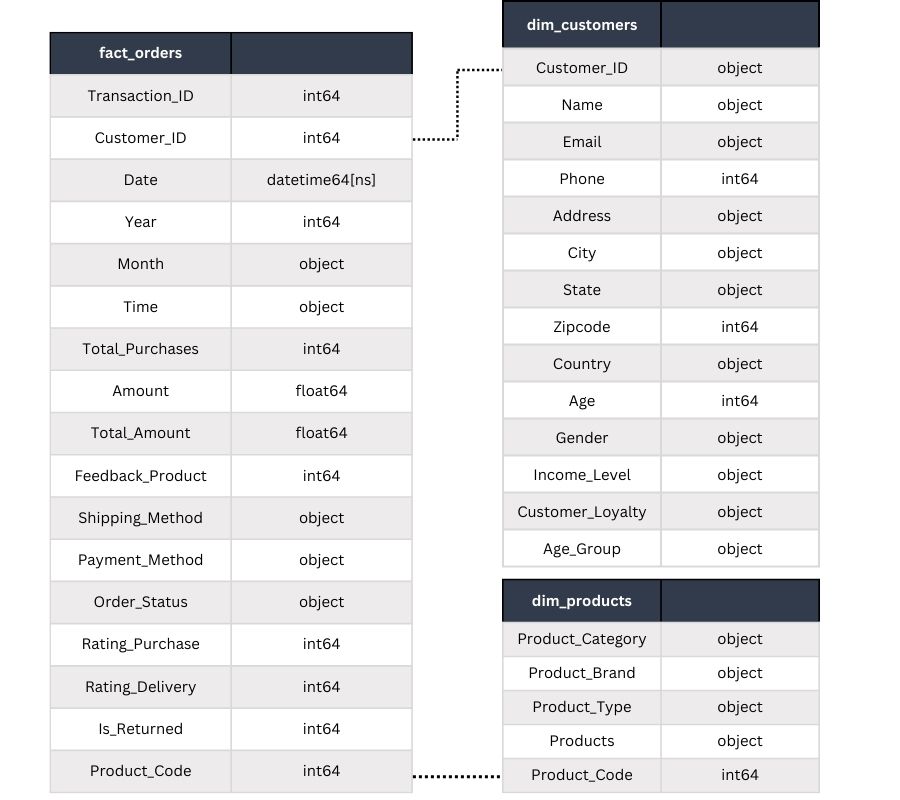 fact_orders
Transaction_ID int64
Customer_ID int64
Date datetime64[ns]
Year int64
Month object
Time object
Total_Purchases int64
Amount float64
Total_Amount float64
Feedback_Product int64
Shipping_Method object
Payment_Method object
Order_Status object
Rating_Purchase int64
Rating_Delivery int64
Is_Returned int64
Product_Code int64
dim_customers
Customer_ID object
Name object
Email object
Phone int64
Address object
City object
State object
Zipcode int64
Country object
Age int64
Gender object
Income_Level object
Customer_Loyalty object
Age_Group object
dim_products
Product_Category object
Product_Brand object
Product_Type object
Products object
Product_Code int64